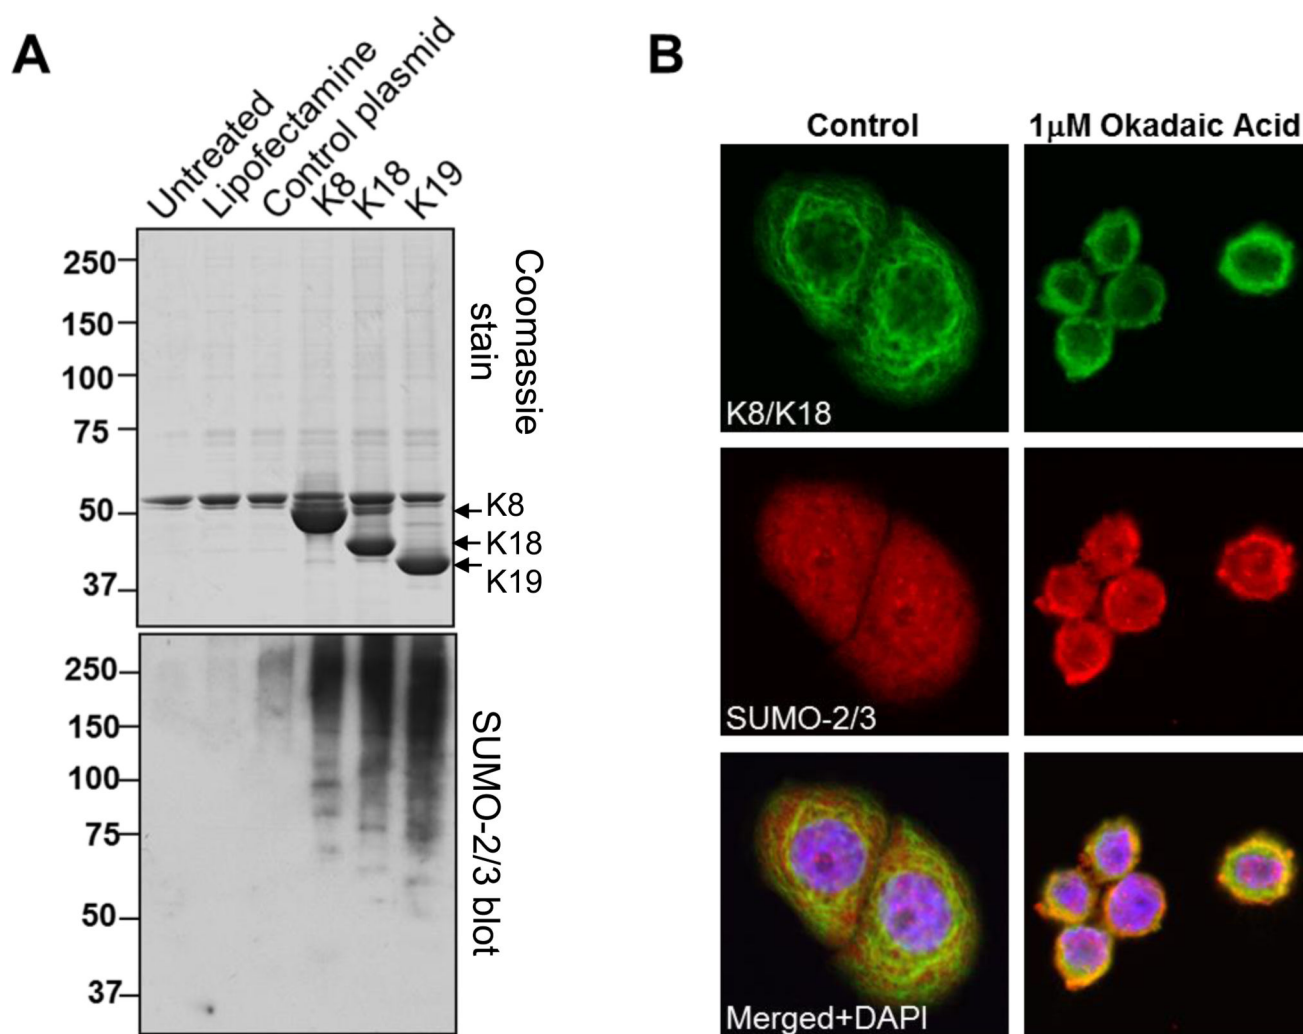 A
Untreated
Lipofectamine
Control plasmid
K8
K18
K19
250
150
100
75
50
37
Coomassie
stain
K8
K18
K19
250
150
100
75
50
37
SUMO-2/3 blot
B
Control
1μM Okadaic Acid
K8/K18
SUMO-2/3
Merged+DAPI